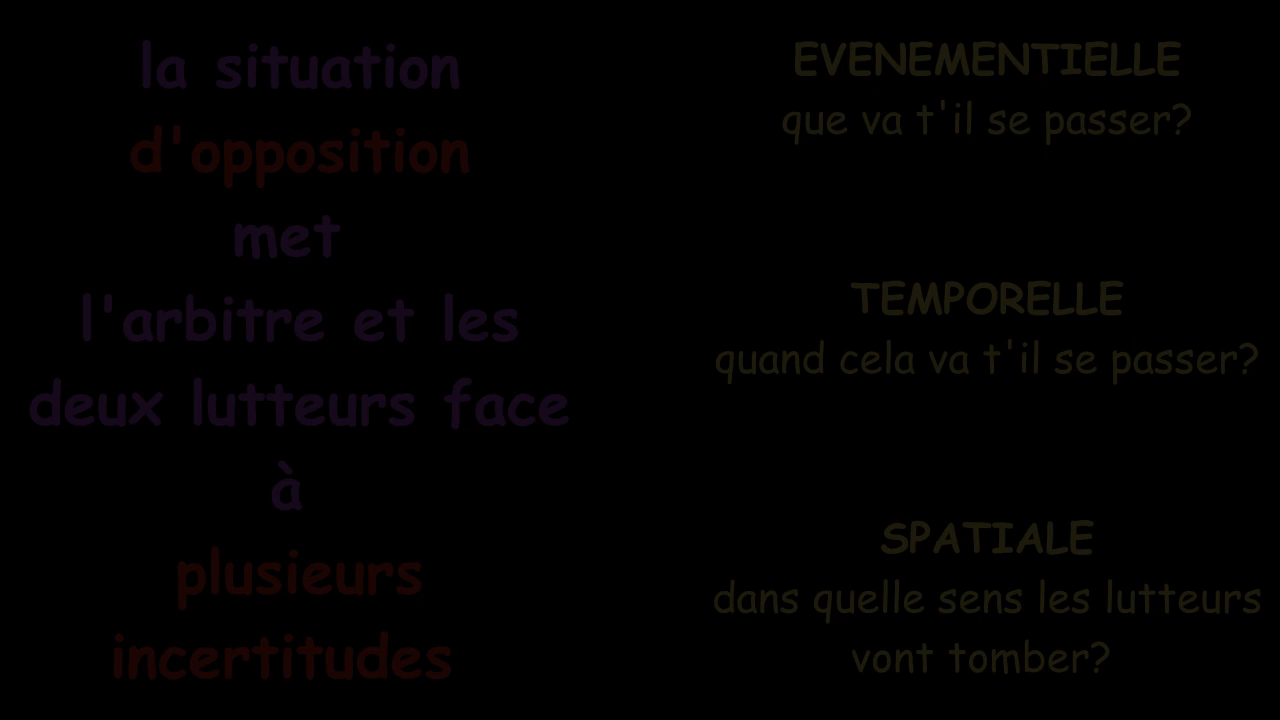 la situation
d'opposition
met
l'arbitre et les
deux lutteurs face
à
plusieurs
incertitudes
EVENEMENTIELLE
que va t'il se passer?
TEMPORELLE
quand cela va t'il se passer?
SPATIALE
dans quelle sens les lutteurs
vont tomber?